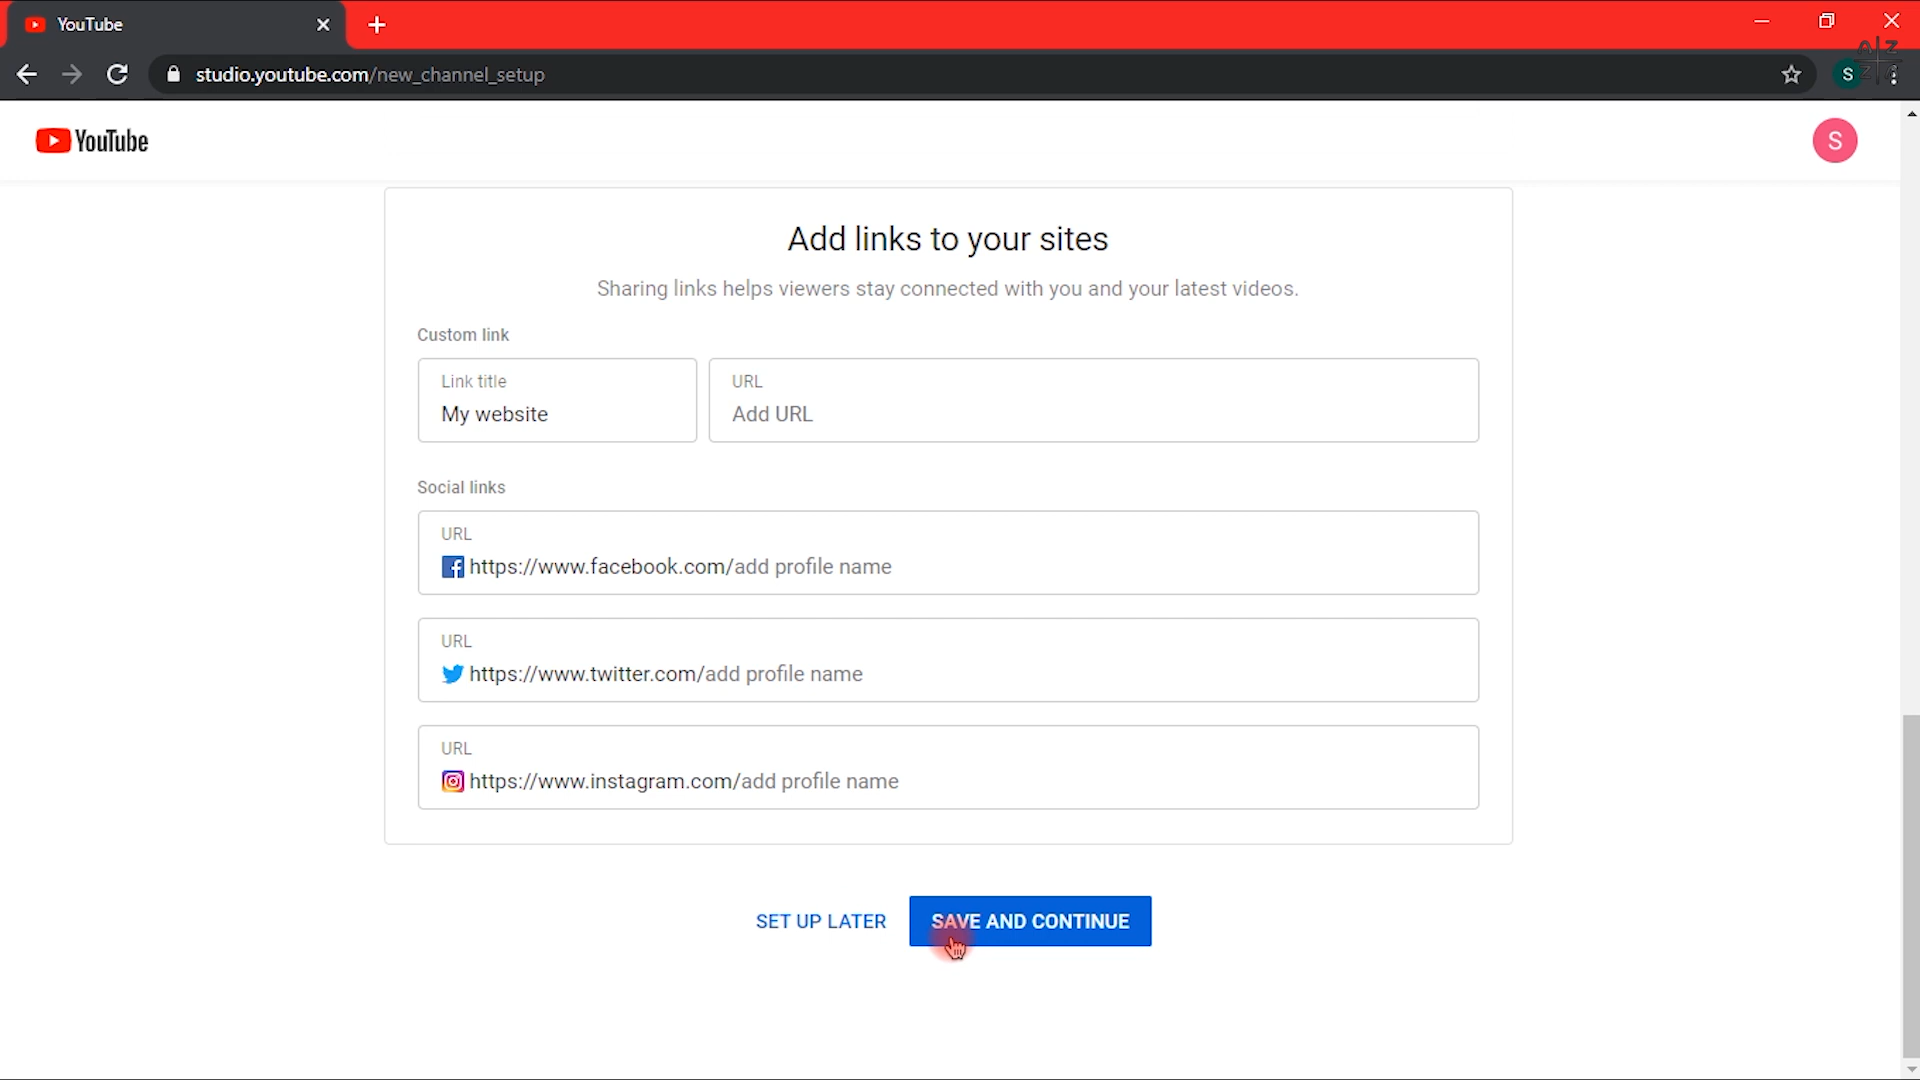 YouTube
studio.youtube.com/new_channel_setup
S
YouTube
S
Add links to your sites
Sharing links helps viewers stay connected with you and your latest videos.
Custom link
Link title
My website
URL
Add URL
Social links
URL
https://www.facebook.com/add profile name
URL
https://www.twitter.com/add profile name
URL
https://www.instagram.com/add profile name
SET UP LATER
SAVE AND CONTINUE